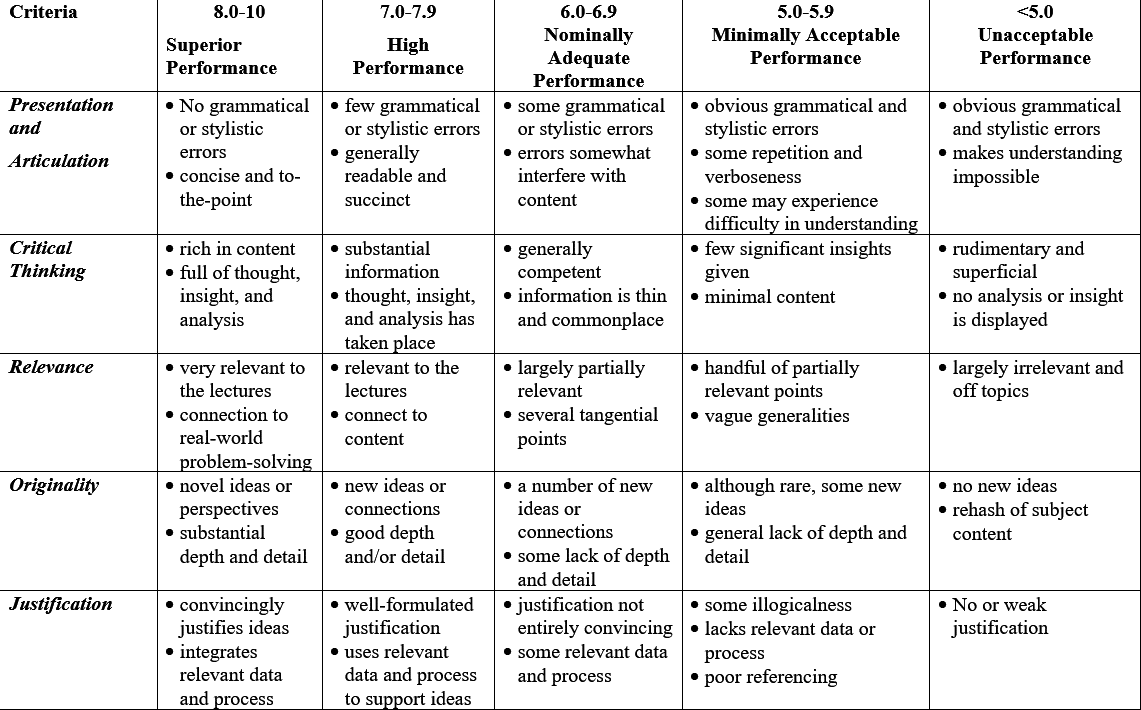 Criteria
8.0-10
Superior
Performance
7.0-7.9
High
Performance
6.0-6.9
Nominally
Adequate
Performance
5.0-5.9
Minimally Acceptable
Performance
<5.0
Unacceptable
Performance
Presentation
and
Articulation
• No grammatical
or stylistic
errors
• concise and to-
the-point
• few grammatical
or stylistic errors
• generally
readable and
succinct
• some grammatical
or stylistic errors
• errors somewhat
interfere with
content
• obvious grammatical and
stylistic errors
• some repetition and
verboseness
• some may experience
difficulty in understanding
• obvious grammatical
and stylistic errors
• makes understanding
impossible
Critical
Thinking
• rich in content
• full of thought,
insight, and
analysis
• substantial
information
• thought, insight,
and analysis has
taken place
• generally
competent
• information is thin
and commonplace
• few significant insights
given
• minimal content
• rudimentary and
superficial
• no analysis or insight
is displayed
Relevance
• very relevant to
the lectures
• connection to
real-world
problem-solving
• relevant to the
lectures
• connect to
content
• largely partially
relevant
• several tangential
points
• handful of partially
relevant points
• vague generalities
• largely irrelevant and
off topics
Originality
• novel ideas or
perspectives
• substantial
depth and detail
• new ideas or
connections
• good depth
and/or detail
• a number of new
ideas or
connections
• some lack of depth
and detail
• although rare, some new
ideas
• general lack of depth and
detail
• no new ideas
• rehash of subject
content
Justification
• convincingly
justifies ideas
• integrates
relevant data
and process
• well-formulated
justification
• uses relevant
data and process
to support ideas
• justification not
entirely convincing
• some relevant data
and process
• some illogicalness
• lacks relevant data or
process
• poor referencing
• No or weak
justification